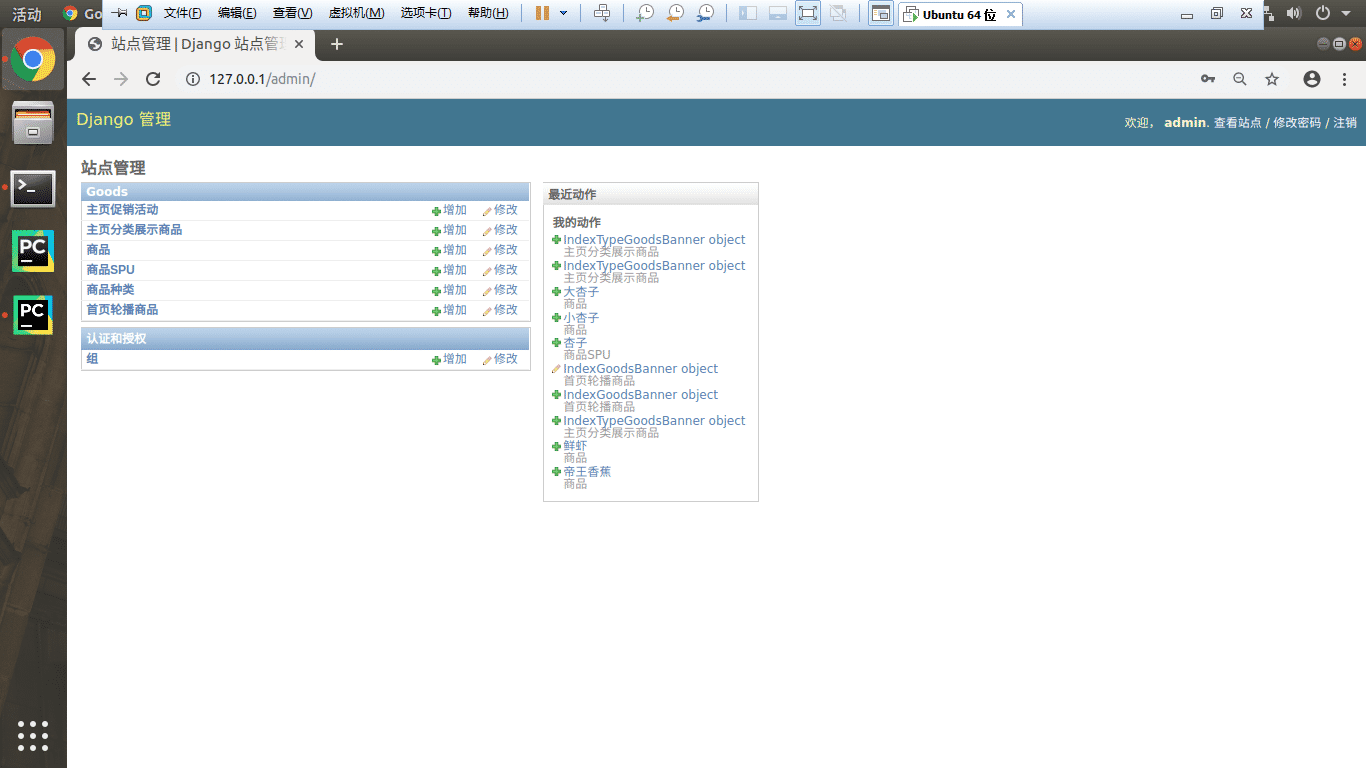 活动
Go
文件(F) 编辑(E) 查看(V) 虚拟机(M) 选项卡(T) 帮助(H)
Ubuntu 64 位
站点管理 | Django 站点管理
127.0.0.1/admin/
Django 管理
欢迎， admin. 查看站点 / 修改密码 / 注销
站点管理
Goods
主页促销活动 增加 修改
主页分类展示商品 增加 修改
商品 增加 修改
商品SPU 增加 修改
商品种类 增加 修改
首页轮播商品 增加 修改
认证和授权
组 增加 修改
最近动作
我的动作
IndexTypeGoodsBanner object
主页分类展示商品
IndexTypeGoodsBanner object
主页分类展示商品
大杏子
商品
小杏子
商品
杏子
商品SPU
IndexGoodsBanner object
首页轮播商品
IndexGoodsBanner object
首页轮播商品
IndexTypeGoodsBanner object
主页分类展示商品
鲜虾
商品
帝王香蕉
商品
PC
PC